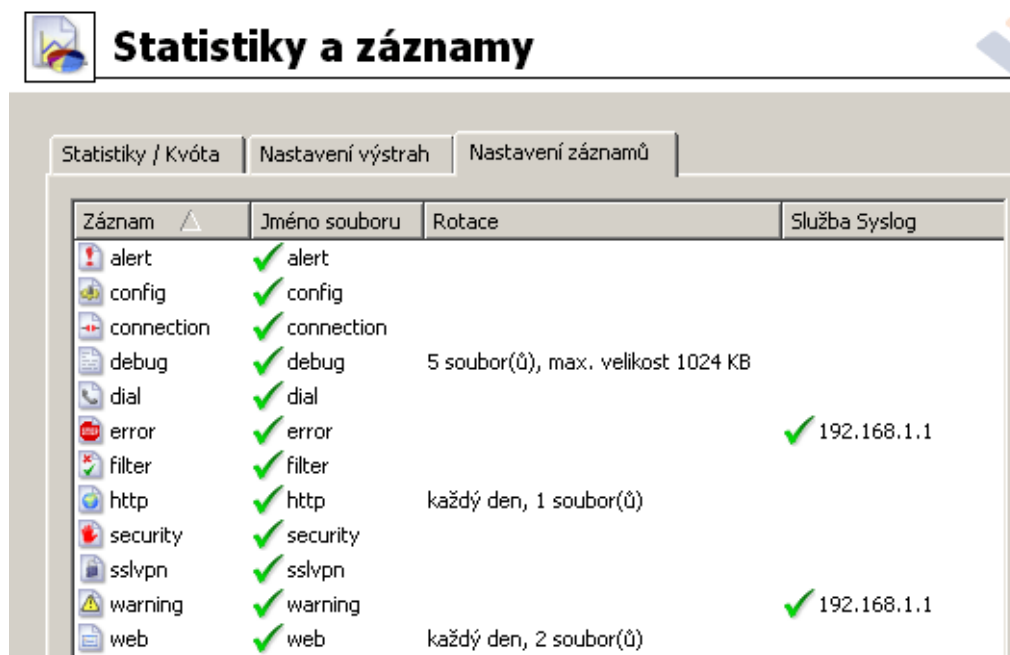 Statistiky a záznamy
Statistiky / Kvóta Nastavení výstrah Nastavení záznamů
Záznam Jméno souboru Rotace Služba Syslog
alert alert
config config
connection connection
debug debug 5 soubor(ů), max. velikost 1024 KB
dial dial
error error 192.168.1.1
filter filter
http http každý den, 1 soubor(ů)
security security
sslvpn sslvpn
warning warning 192.168.1.1
web web každý den, 2 soubor(ů)